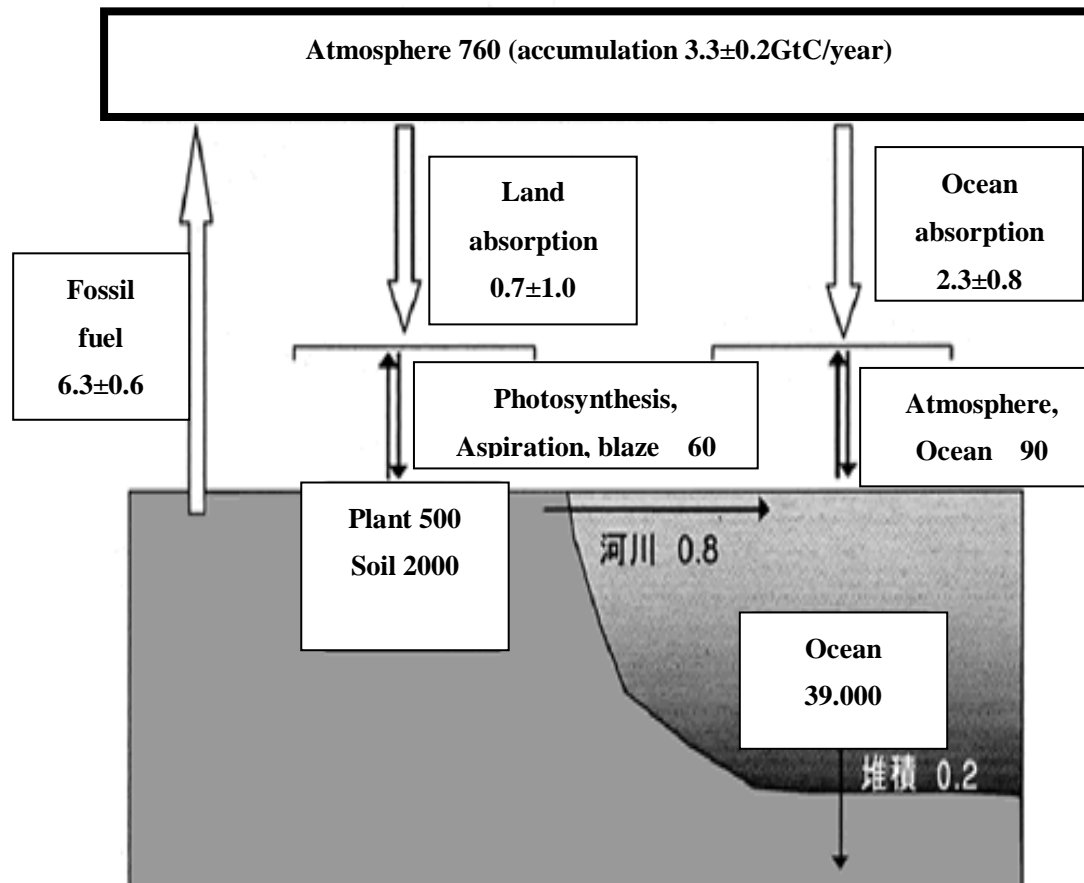 Atmosphere 760 (accumulation 3.3±0.2GtC/year)
Land
absorption
0.7±1.0
Ocean
absorption
2.3±0.8
Fossil
fuel
6.3±0.6
Photosynthesis,
Aspiration, blaze 60
Atmosphere,
Ocean 90
Plant 500
Soil 2000
河川 0.8
Ocean
39.000
堆積 0.2